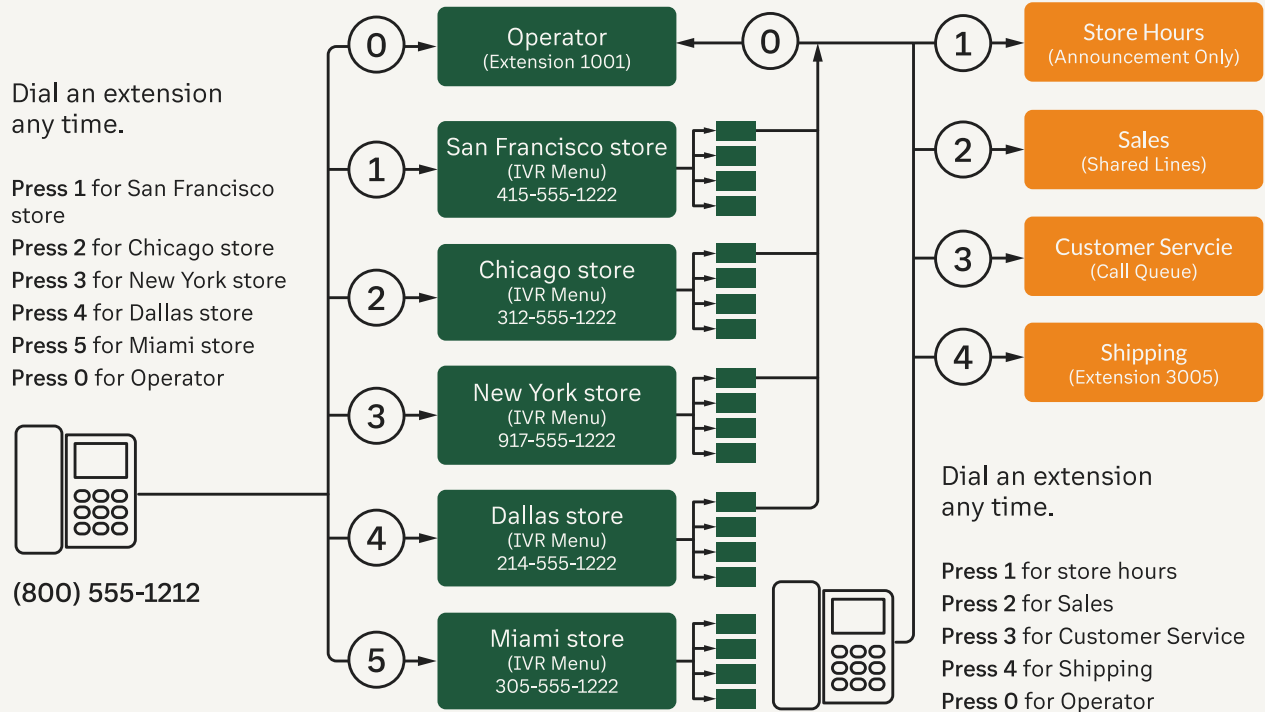 Dial an extension
any time.
Press 1 for San Francisco
store
Press 2 for Chicago store
Press 3 for New York store
Press 4 for Dallas store
Press 5 for Miami store
Press 0 for Operator
(800) 555-1212
0
Operator
(Extension 1001)
1
San Francisco store
(IVR Menu)
415-555-1222
2
Chicago store
(IVR Menu)
312-555-1222
3
New York store
(IVR Menu)
917-555-1222
4
Dallas store
(IVR Menu)
214-555-1222
5
Miami store
(IVR Menu)
305-555-1222
0
1
Store Hours
(Announcement Only)
2
Sales
(Shared Lines)
3
Customer Servcie
(Call Queue)
4
Shipping
(Extension 3005)
Dial an extension
any time.
Press 1 for store hours
Press 2 for Sales
Press 3 for Customer Service
Press 4 for Shipping
Press 0 for Operator